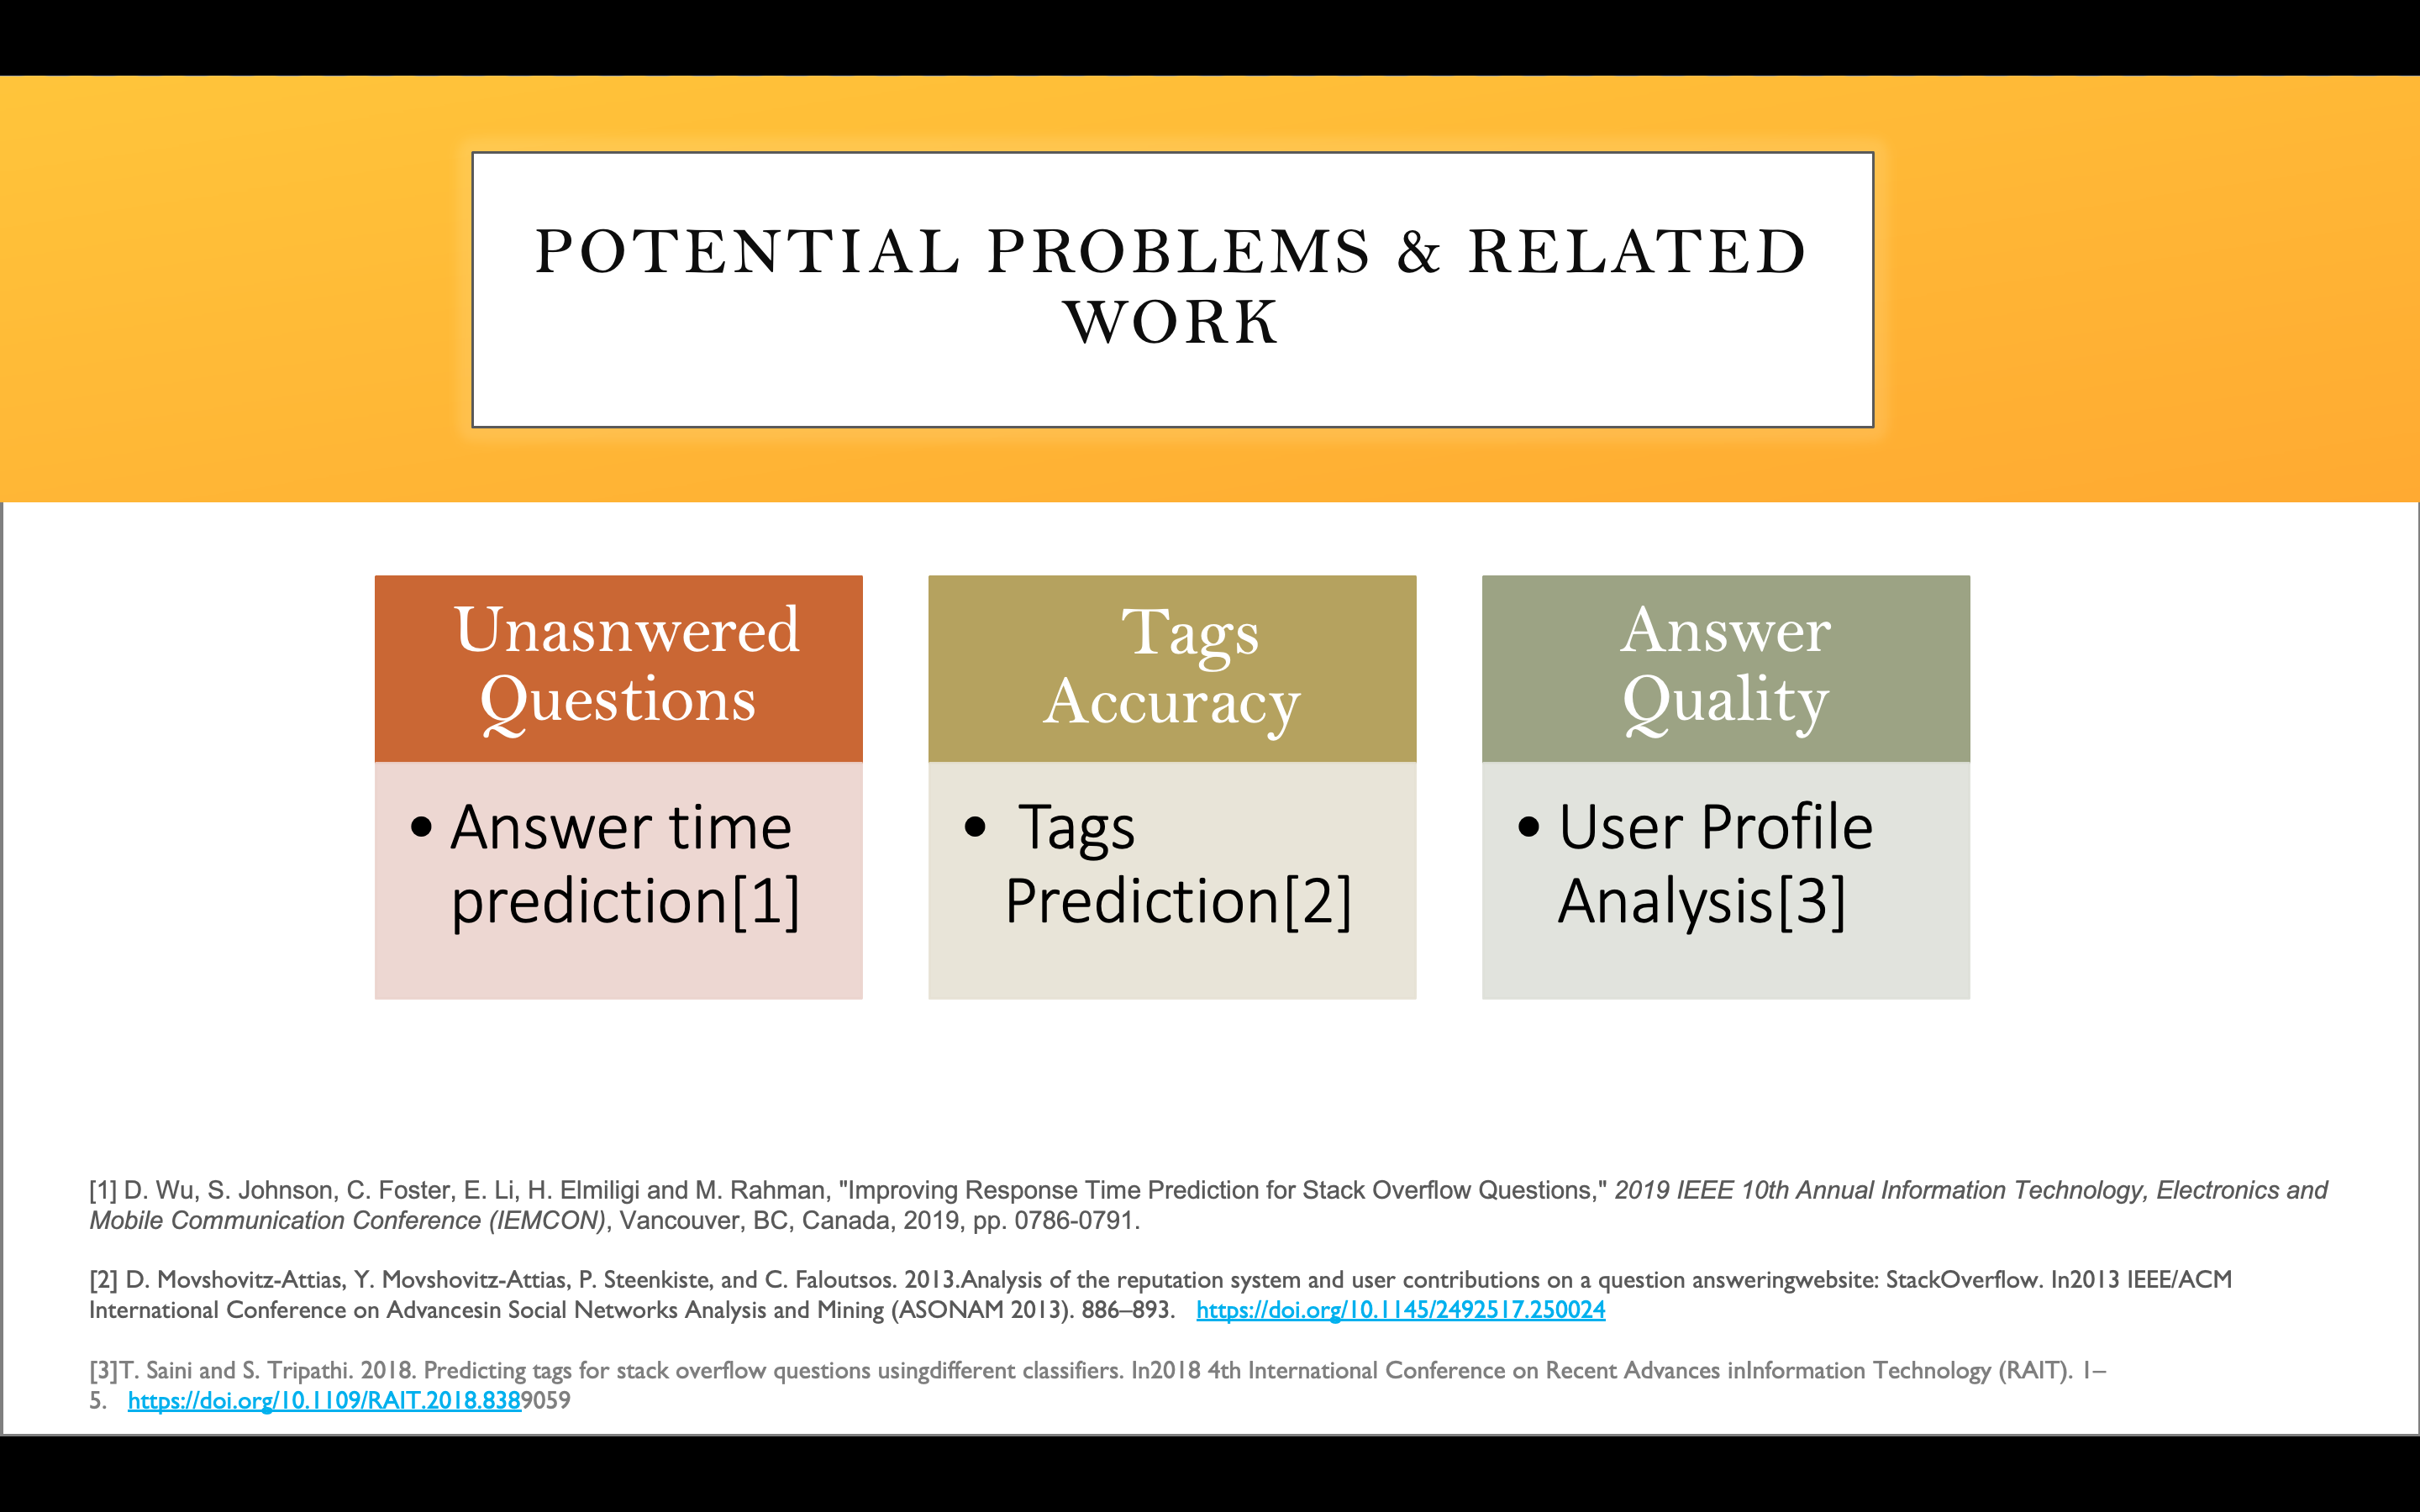 POTENTIAL PROBLEMS & RELATED
WORK
Unasnwered
Questions
• Answer time
prediction[1]
Tags
Accuracy
• Tags
Prediction[2]
Answer
Quality
• User Profile
Analysis[3]
[1] D. Wu, S. Johnson, C. Foster, E. Li, H. Elmiligi and M. Rahman, "Improving Response Time Prediction for Stack Overflow Questions," 2019 IEEE 10th Annual Information Technology, Electronics and
Mobile Communication Conference (IEMCON), Vancouver, BC, Canada, 2019, pp. 0786-0791.
[2] D. Movshovitz-Attias, Y. Movshovitz-Attias, P. Steenkiste, and C. Faloutsos. 2013.Analysis of the reputation system and user contributions on a question answeringwebsite: StackOverflow. In2013 IEEE/ACM
International Conference on Advancesin Social Networks Analysis and Mining (ASONAM 2013). 886–893. https://doi.org/10.1145/2492517.250024
[3]T. Saini and S. Tripathi. 2018. Predicting tags for stack overflow questions usingdifferent classifiers. In2018 4th International Conference on Recent Advances inInformation Technology (RAIT). 1–
5. https://doi.org/10.1109/RAIT.2018.8389059